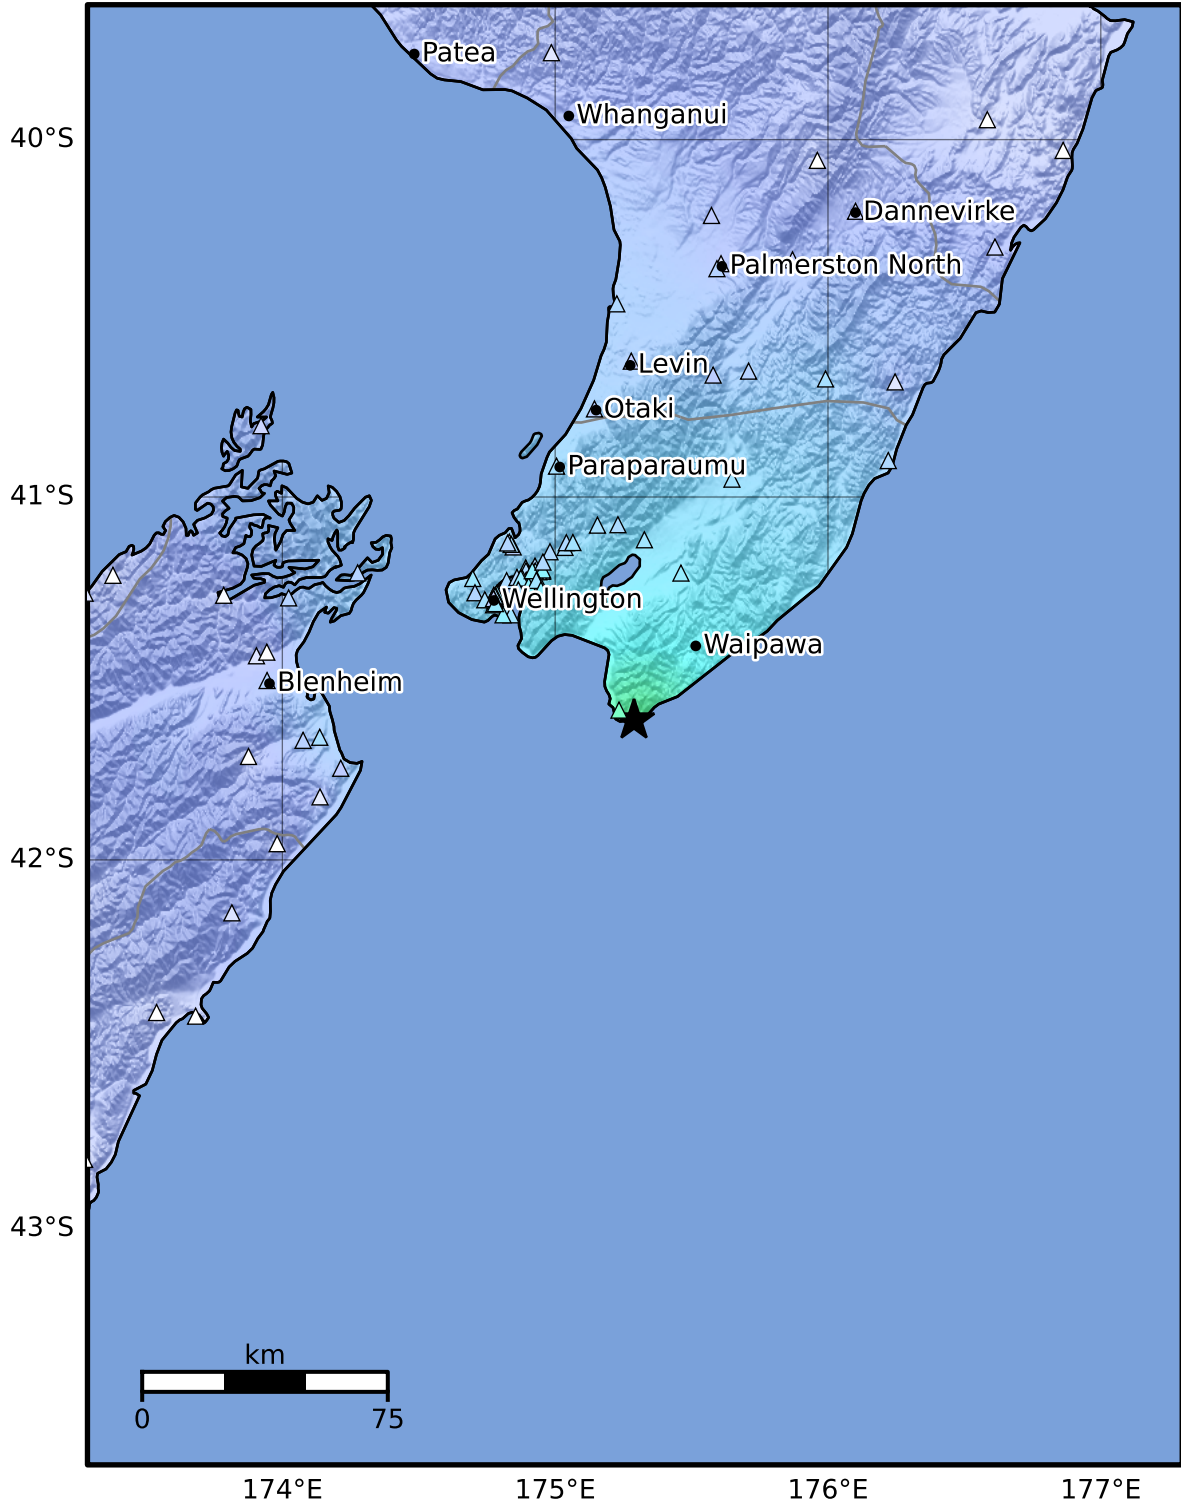 Patea
Whanganui
40°S
Dannevirke
Palmerston North
Levin
Otaki
Paraparaumu
41°S
Wellington
Waipawa
Blenheim
42°S
43°S
km
0 75
174°E 175°E 176°E 177°E